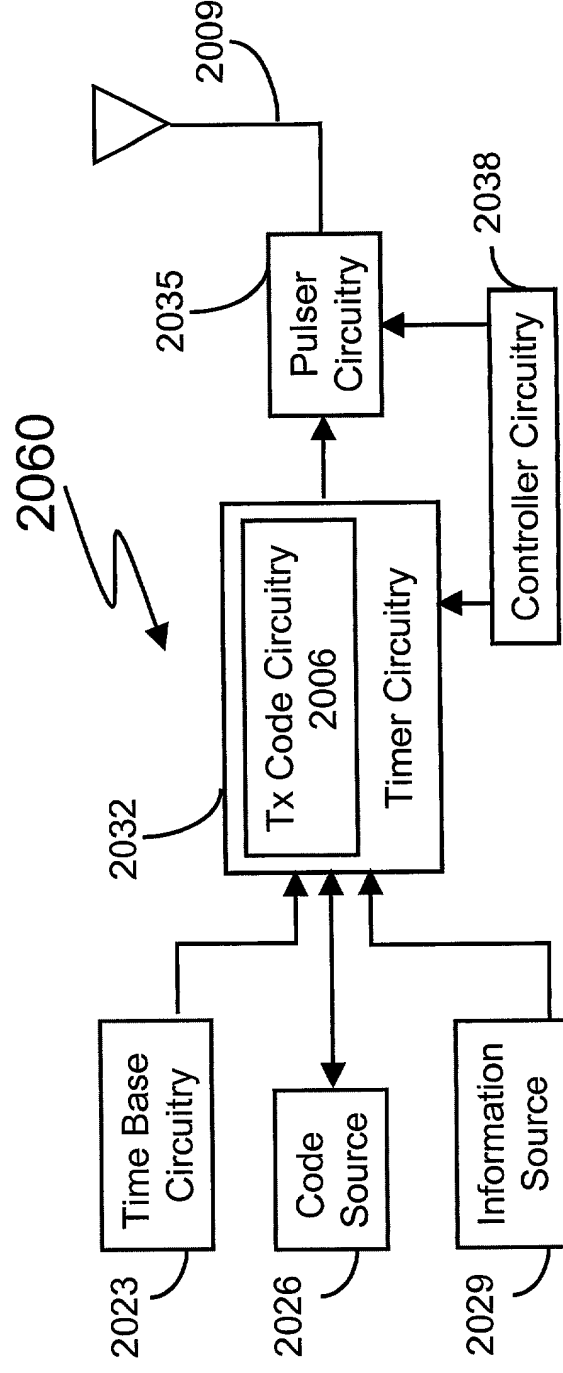 2060
2023
Time Base
Circuitry
2026
Code
Source
2029
Information
Source
2032
Tx Code Circuitry
2006
Timer Circuitry
2035
Pulser
Circuitry
2009
2038
Controller Circuitry